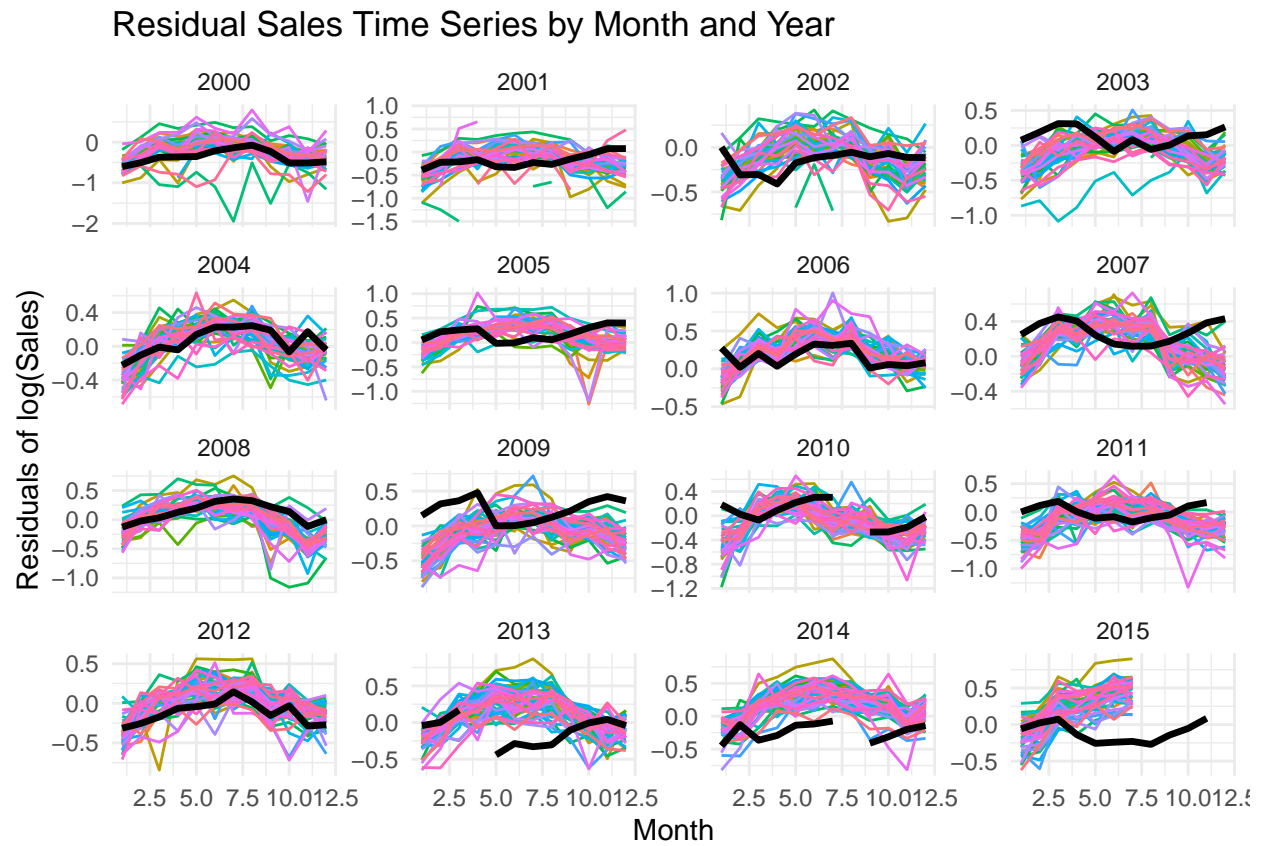 Residual Sales Time Series by Month and Year
2000 2001 2002 2003
0 −1 −2
1.0 0.5 0.0 −0.5 −1.0 −1.5
0.0 −0.5
0.5 0.0 −0.5 −1.0
2004 2005 2006 2007
0.4 0.0 −0.4
1.0 0.5 0.0 −0.5 −1.0
1.0 0.5 0.0 −0.5
0.4 0.0 −0.4
2008 2009 2010 2011
0.5 0.0 −0.5 −1.0
0.5 0.0 −0.5
0.4 0.0 −0.4 −0.8 −1.2
0.5 0.0 −0.5 −1.0
2012 2013 2014 2015
0.5 0.0 −0.5
0.5 0.0 −0.5
0.5 0.0 −0.5
0.5 0.0 −0.5
2.5 5.0 7.5 10.0 12.5 2.5 5.0 7.5 10.0 12.5 2.5 5.0 7.5 10.0 12.5 2.5 5.0 7.5 10.0 12.5
Month
Residuals of log(Sales)